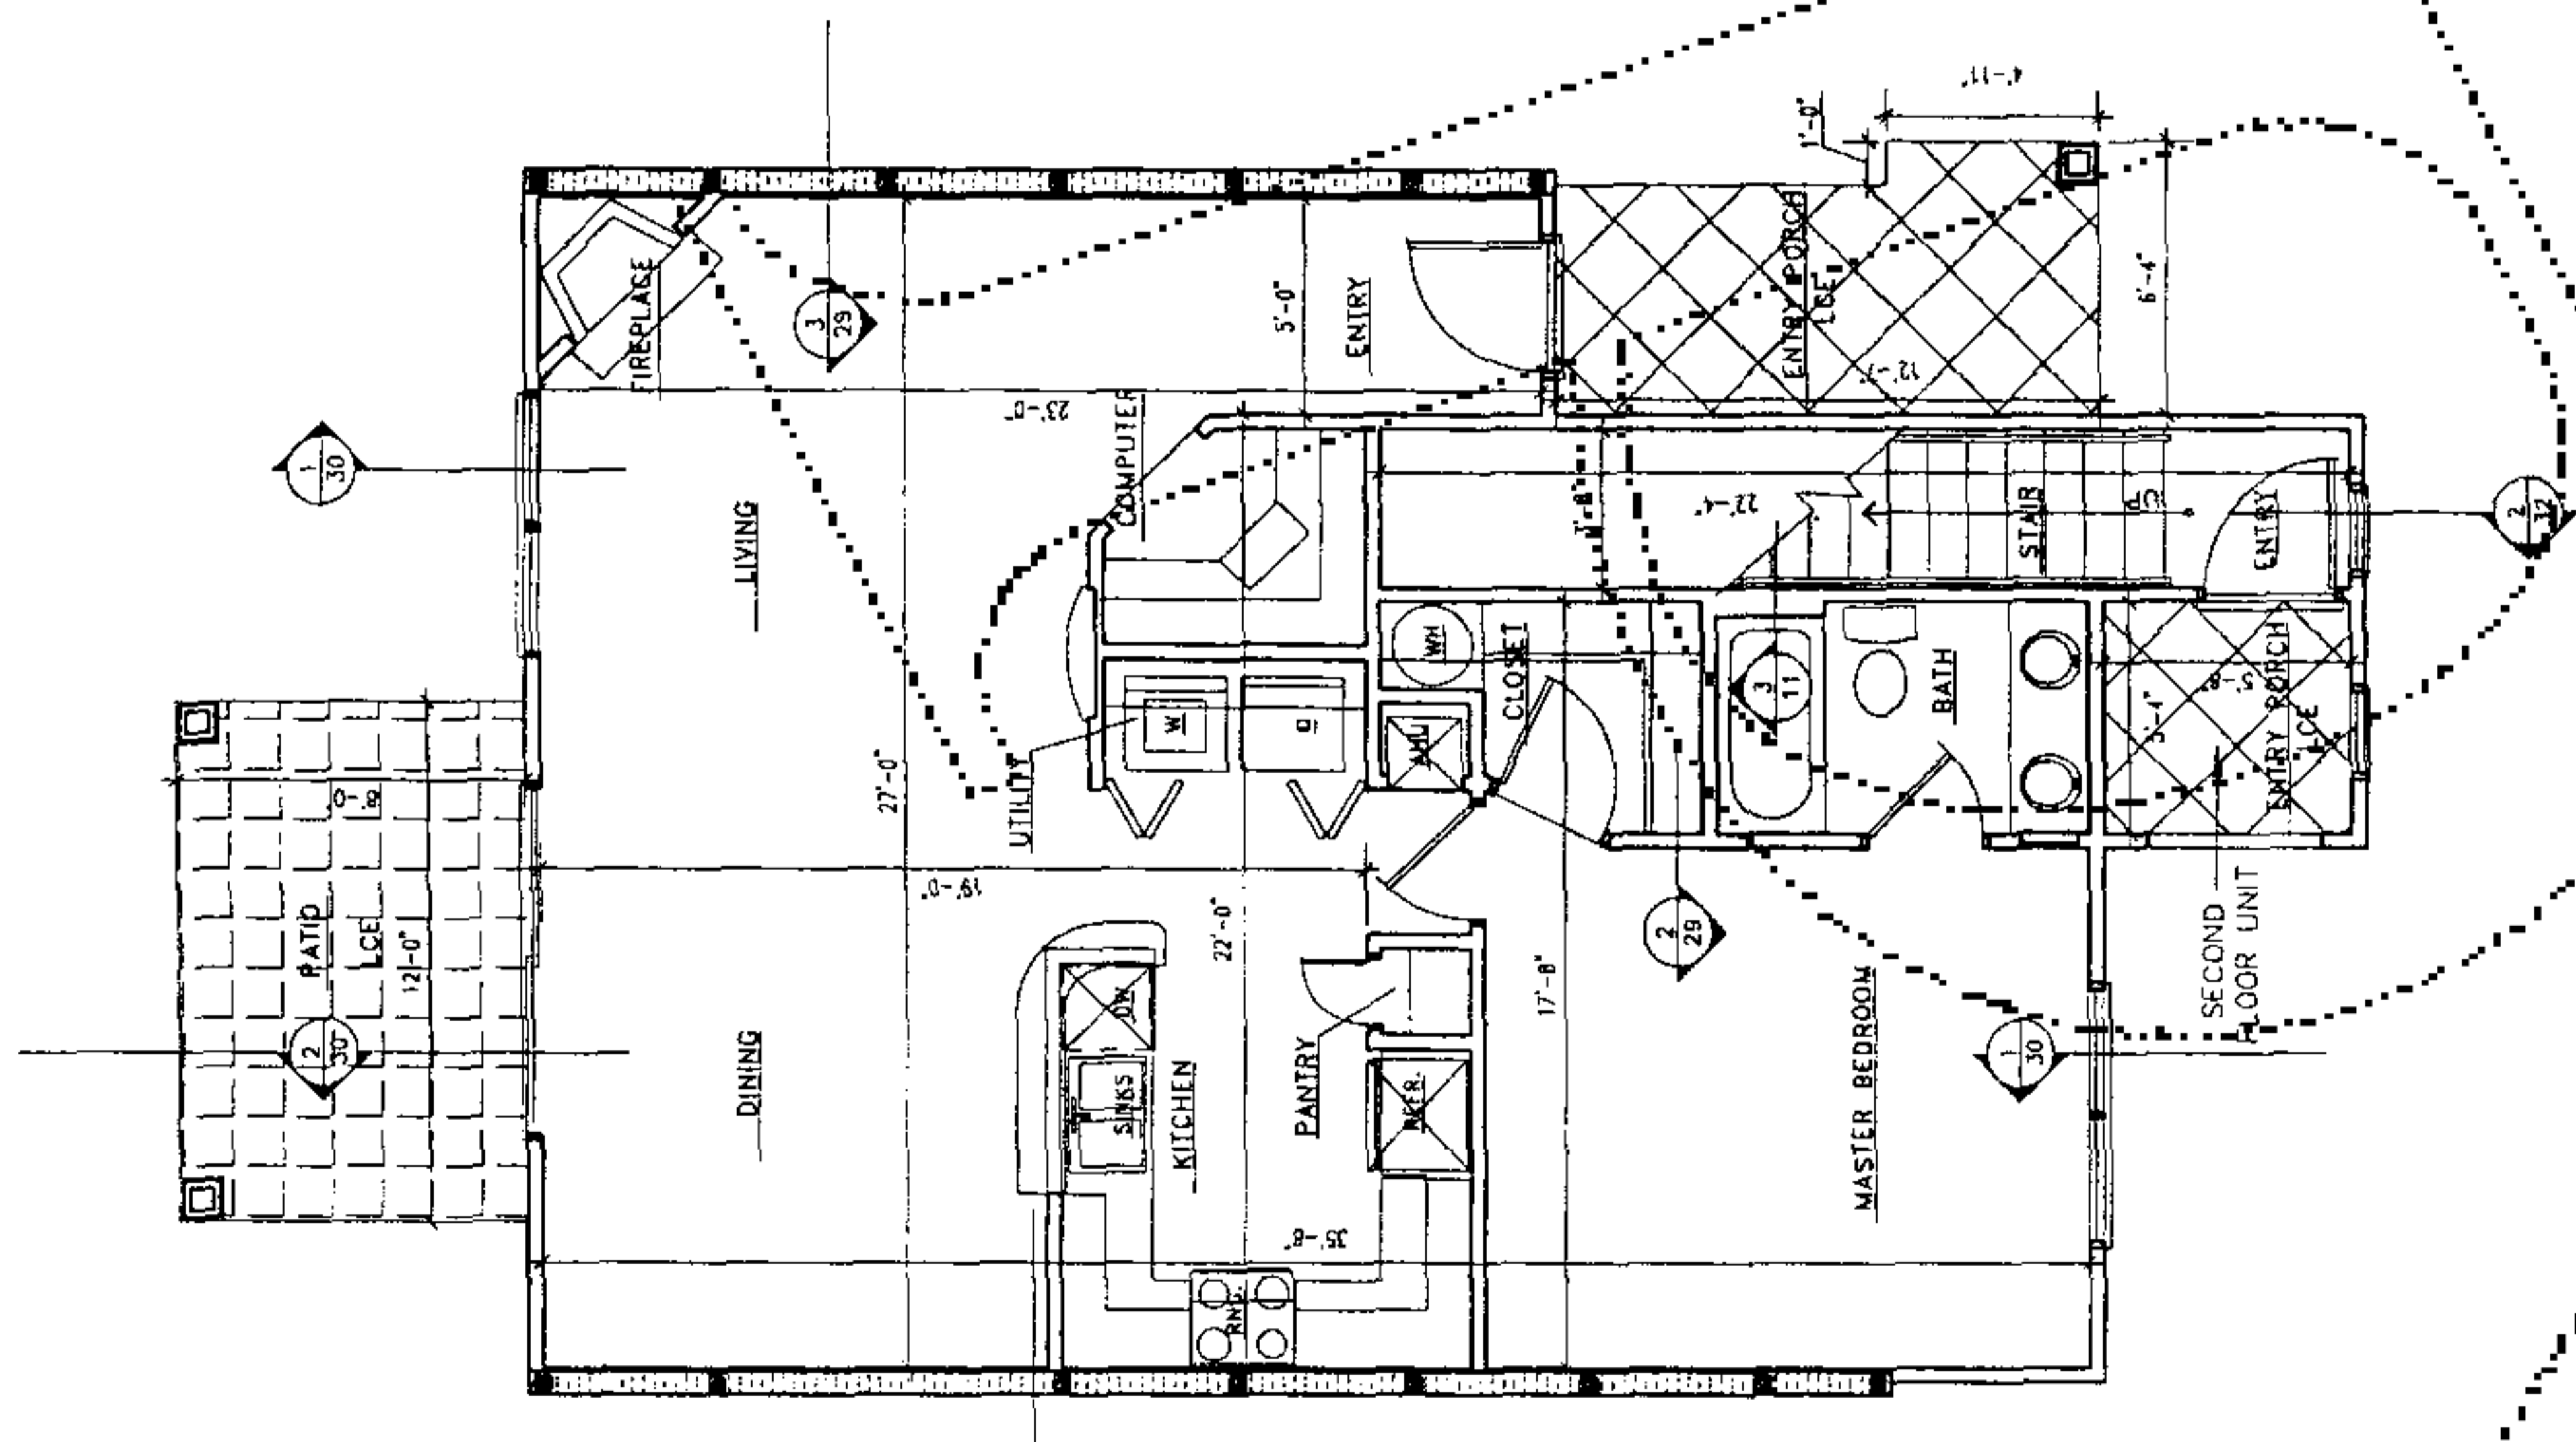 4'-11"
1'-0"
FIREPLACE
3
29
5'-0"
ENTRY
ENTRY PORCH
LCE
12'-7"
6'-4"
23'-0"
COMPUTER
1
30
LIVING
22'-4"
STAIR
UP
ENTRY
2
32
WH
CLOSET
3
11
BATH
5'-8"
5'-4"
ENTRY PORCH
LCE
W
D
AHU
UTILITY
27'-0"
8'-0"
19'-0"
PATIO
LCE
12'-0"
2
30
22'-0"
17'-8"
2
29
SECOND
FLOOR UNIT
DINING
DW
SINKS
KITCHEN
PANTRY
REFR.
MASTER BEDROOM
1
30
35'-8"
RNG.